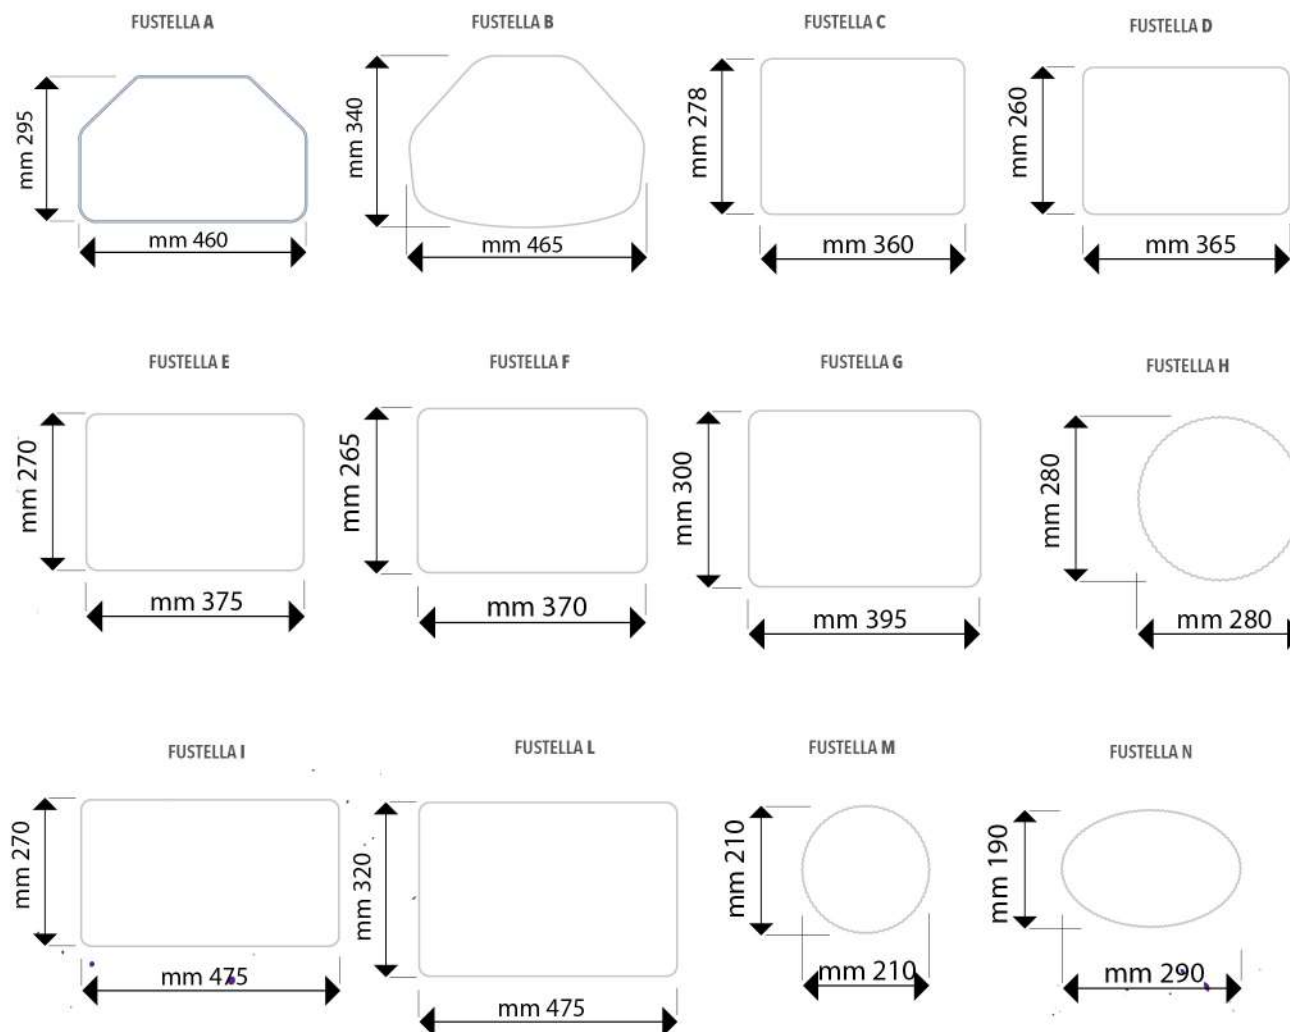 FUSTELLA A
FUSTELLA B
FUSTELLA C
FUSTELLA D
mm 295
mm 460
mm 340
mm 465
mm 278
mm 360
mm 260
mm 365
FUSTELLA E
FUSTELLA F
FUSTELLA G
FUSTELLA H
mm 270
mm 375
mm 265
mm 370
mm 300
mm 395
mm 280
mm 280
FUSTELLA I
FUSTELLA L
FUSTELLA M
FUSTELLA N
mm 270
mm 475
mm 320
mm 475
mm 210
mm 210
mm 190
mm 290